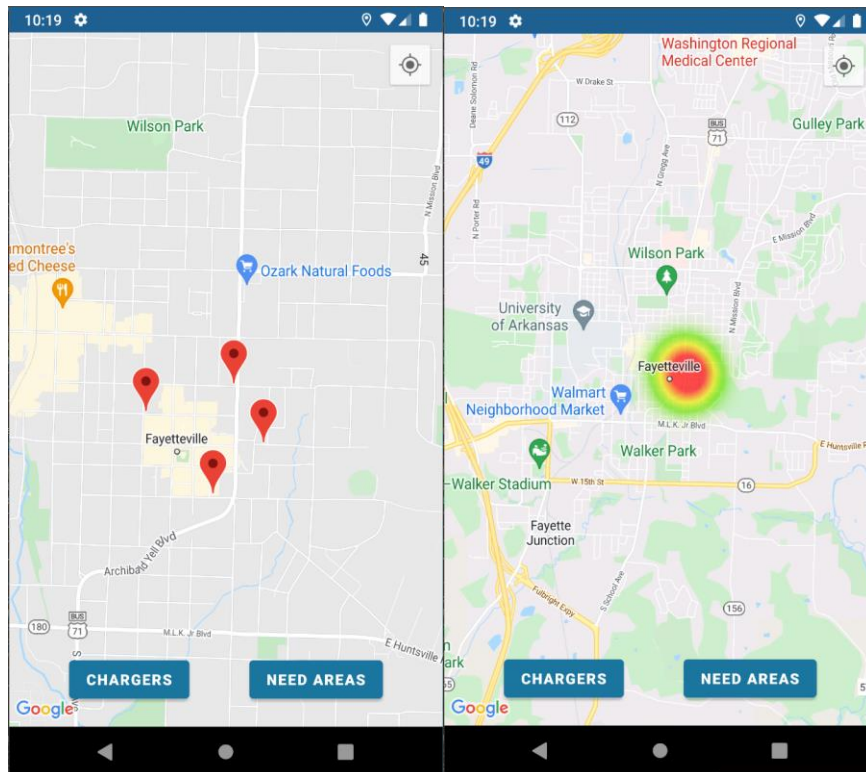 10:19
Wilson Park
N Mission Blvd
45
nmontree's
ed Cheese
Ozark Natural Foods
Fayetteville
Archibald Yell Blvd
BUS
180
71
M.L.K. Jr Blvd
E Huntsville
CHARGERS
NEED AREAS
Google
10:19
Washington Regional
Medical Center
Deane Solomon Rd
W Drake St
112
BUS
71
Gulley Park
49
N Gregg Ave
N Porter Rd
E Mission Blvd
Wilson Park
University
of Arkansas
N Mission Blvd
Fayetteville
Walmart
Neighborhood Market
M.L.K. Jr Blvd
E Huntsville R
Walker Park
-Walker Stadium
W 15th St
16
Fayette
Junction
S School Ave
Fulbright Expy
156
ark
CHARGERS
NEED AREAS
Google